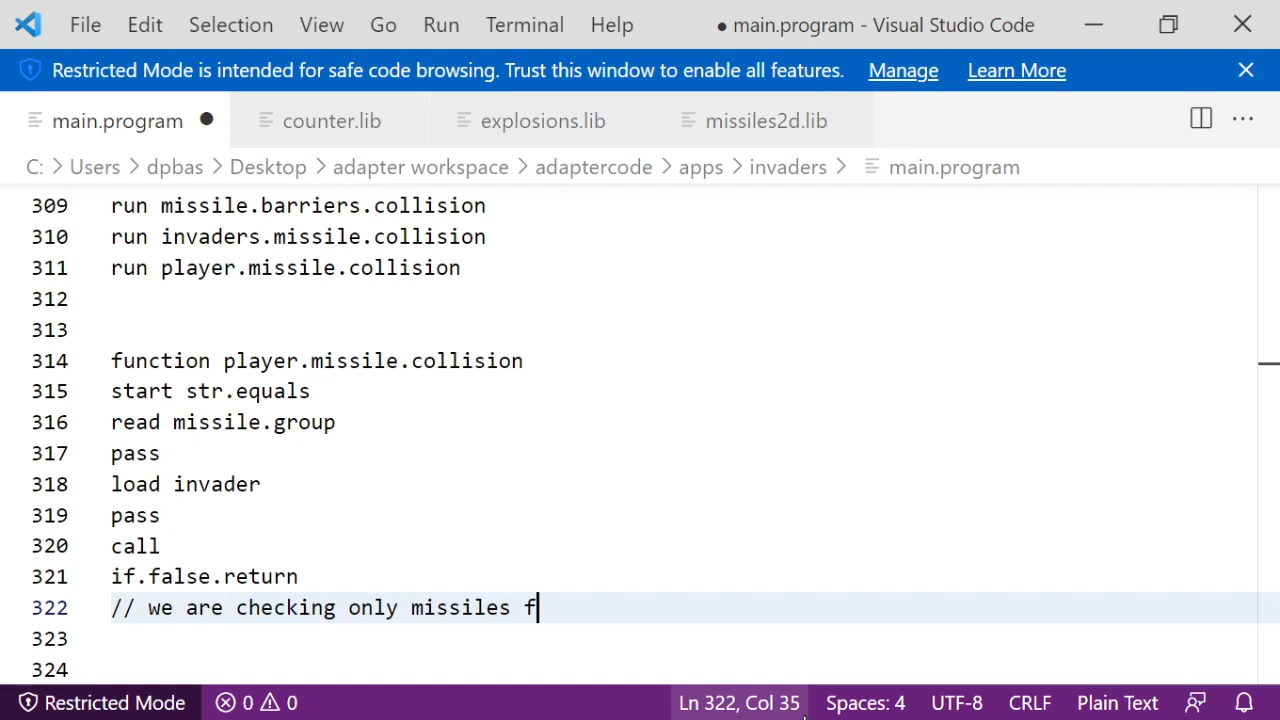 File Edit Selection View Go Run Terminal Help ● main.program - Visual Studio Code
Restricted Mode is intended for safe code browsing. Trust this window to enable all features. Manage Learn More
main.program counter.lib explosions.lib missiles2d.lib
C: > Users > dpbas > Desktop > adapter workspace > adaptercode > apps > invaders > main.program
309 run missile.barriers.collision
310 run invaders.missile.collision
311 run player.missile.collision
312
313
314 function player.missile.collision
315 start str.equals
316 read missile.group
317 pass
318 load invader
319 pass
320 call
321 if.false.return
322 // we are checking only missiles f
323
324
Restricted Mode 0 0 Ln 322, Col 35 Spaces: 4 UTF-8 CRLF Plain Text